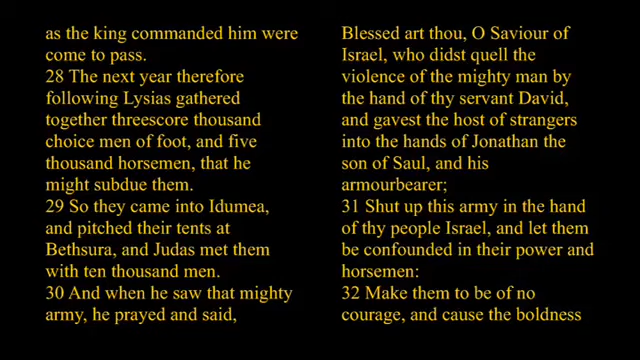 as the king commanded him were
come to pass.
28 The next year therefore
following Lysias gathered
together threescore thousand
choice men of foot, and five
thousand horsemen, that he
might subdue them.
29 So they came into Idumea,
and pitched their tents at
Bethsura, and Judas met them
with ten thousand men.
30 And when he saw that mighty
army, he prayed and said,
Blessed art thou, O Saviour of
Israel, who didst quell the
violence of the mighty man by
the hand of thy servant David,
and gavest the host of strangers
into the hands of Jonathan the
son of Saul, and his
armourbearer;
31 Shut up this army in the hand
of thy people Israel, and let them
be confounded in their power and
horsemen:
32 Make them to be of no
courage, and cause the boldness